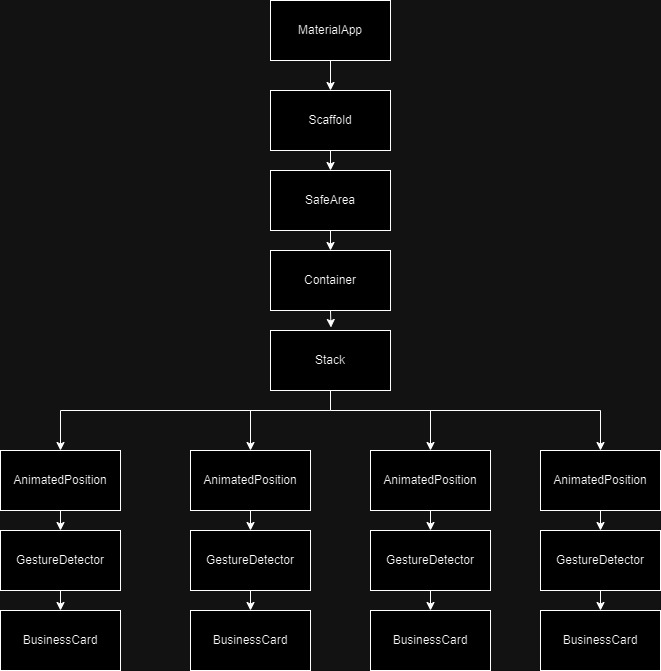 MaterialApp
Scaffold
SafeArea
Container
Stack
AnimatedPosition AnimatedPosition AnimatedPosition AnimatedPosition
GestureDetector GestureDetector GestureDetector GestureDetector
BusinessCard BusinessCard BusinessCard BusinessCard